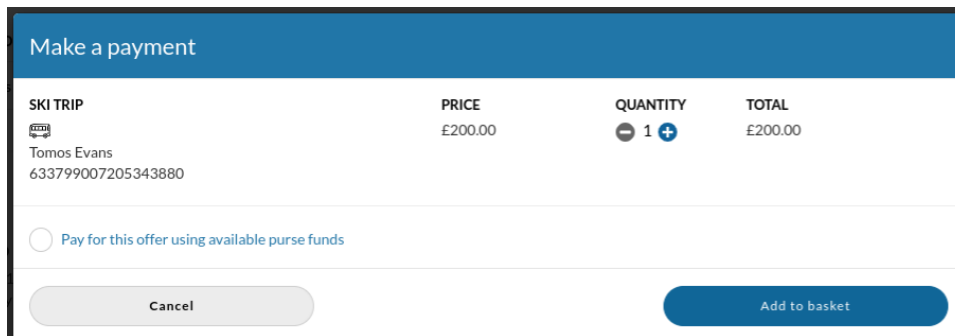 Make a payment
SKI TRIP PRICE QUANTITY TOTAL
£200.00 1 £200.00
Tomos Evans
633799007205343880
Pay for this offer using available purse funds
Cancel Add to basket